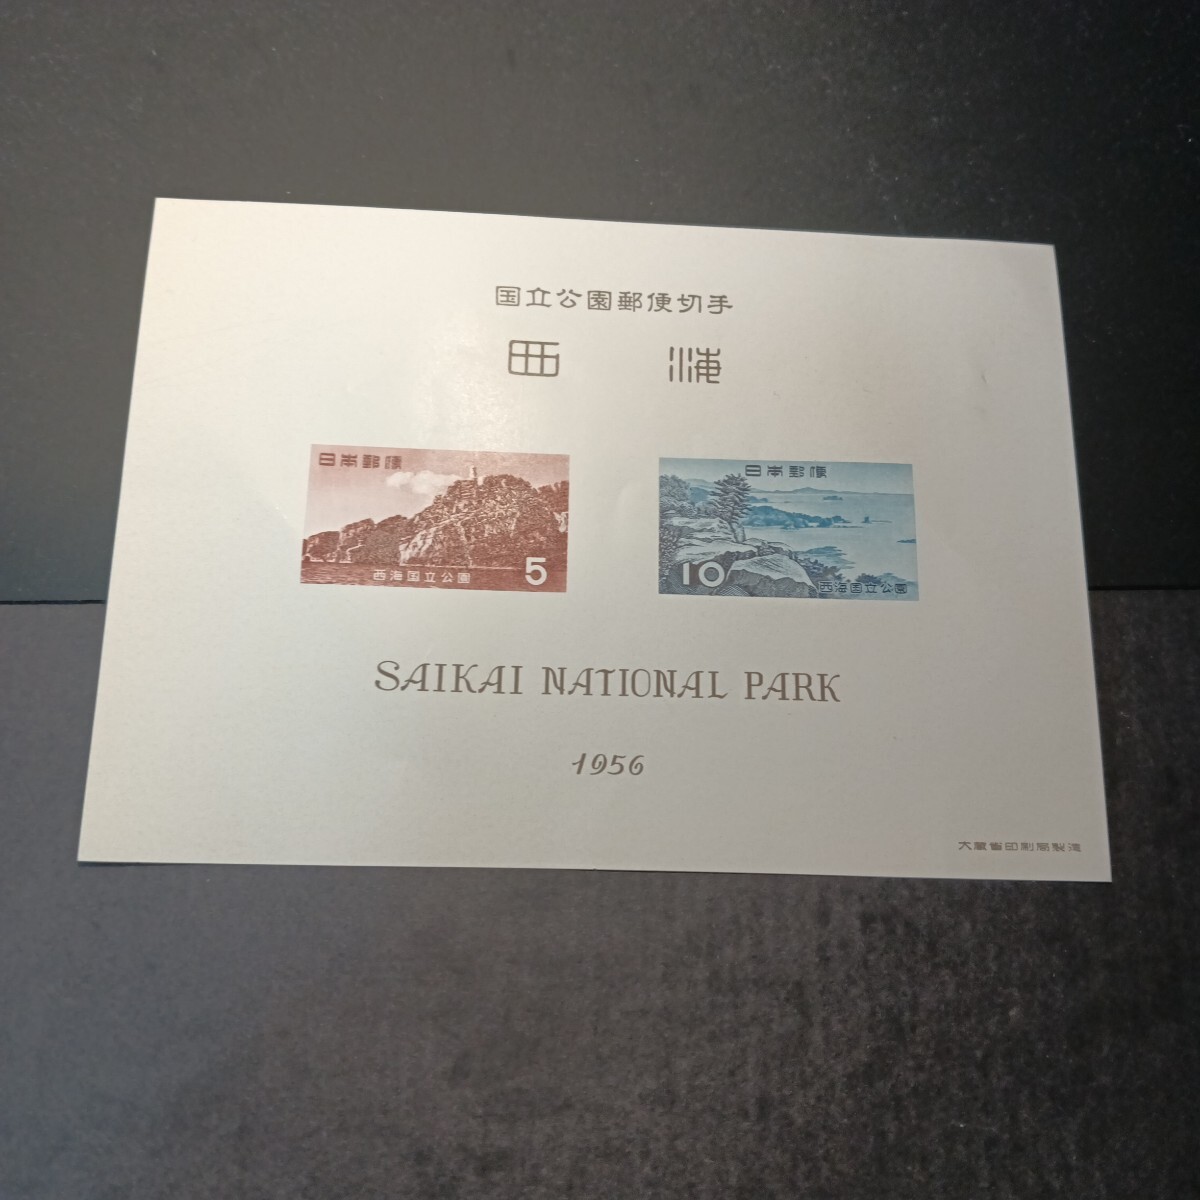 国立公園郵便切手
西海
日本郵便
西海国立公園 5
日本郵便
10 西海国立公園
SAIKAI NATIONAL PARK
1956
大蔵省印刷局製造